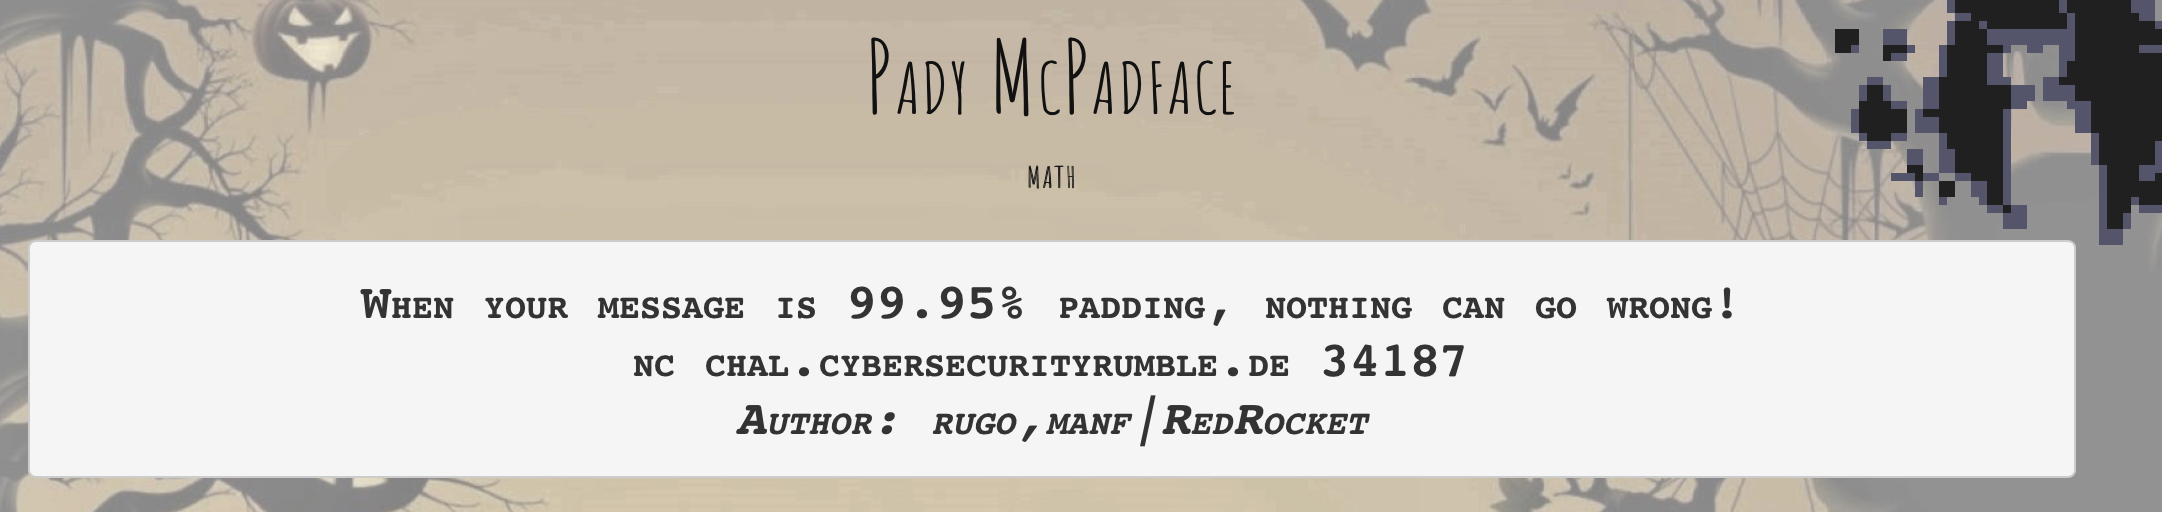 Pady McPadface
math
When your message is 99.95% padding, nothing can go wrong!
nc chal.cybersecurityrumble.de 34187
Author: rugo,manf|RedRocket